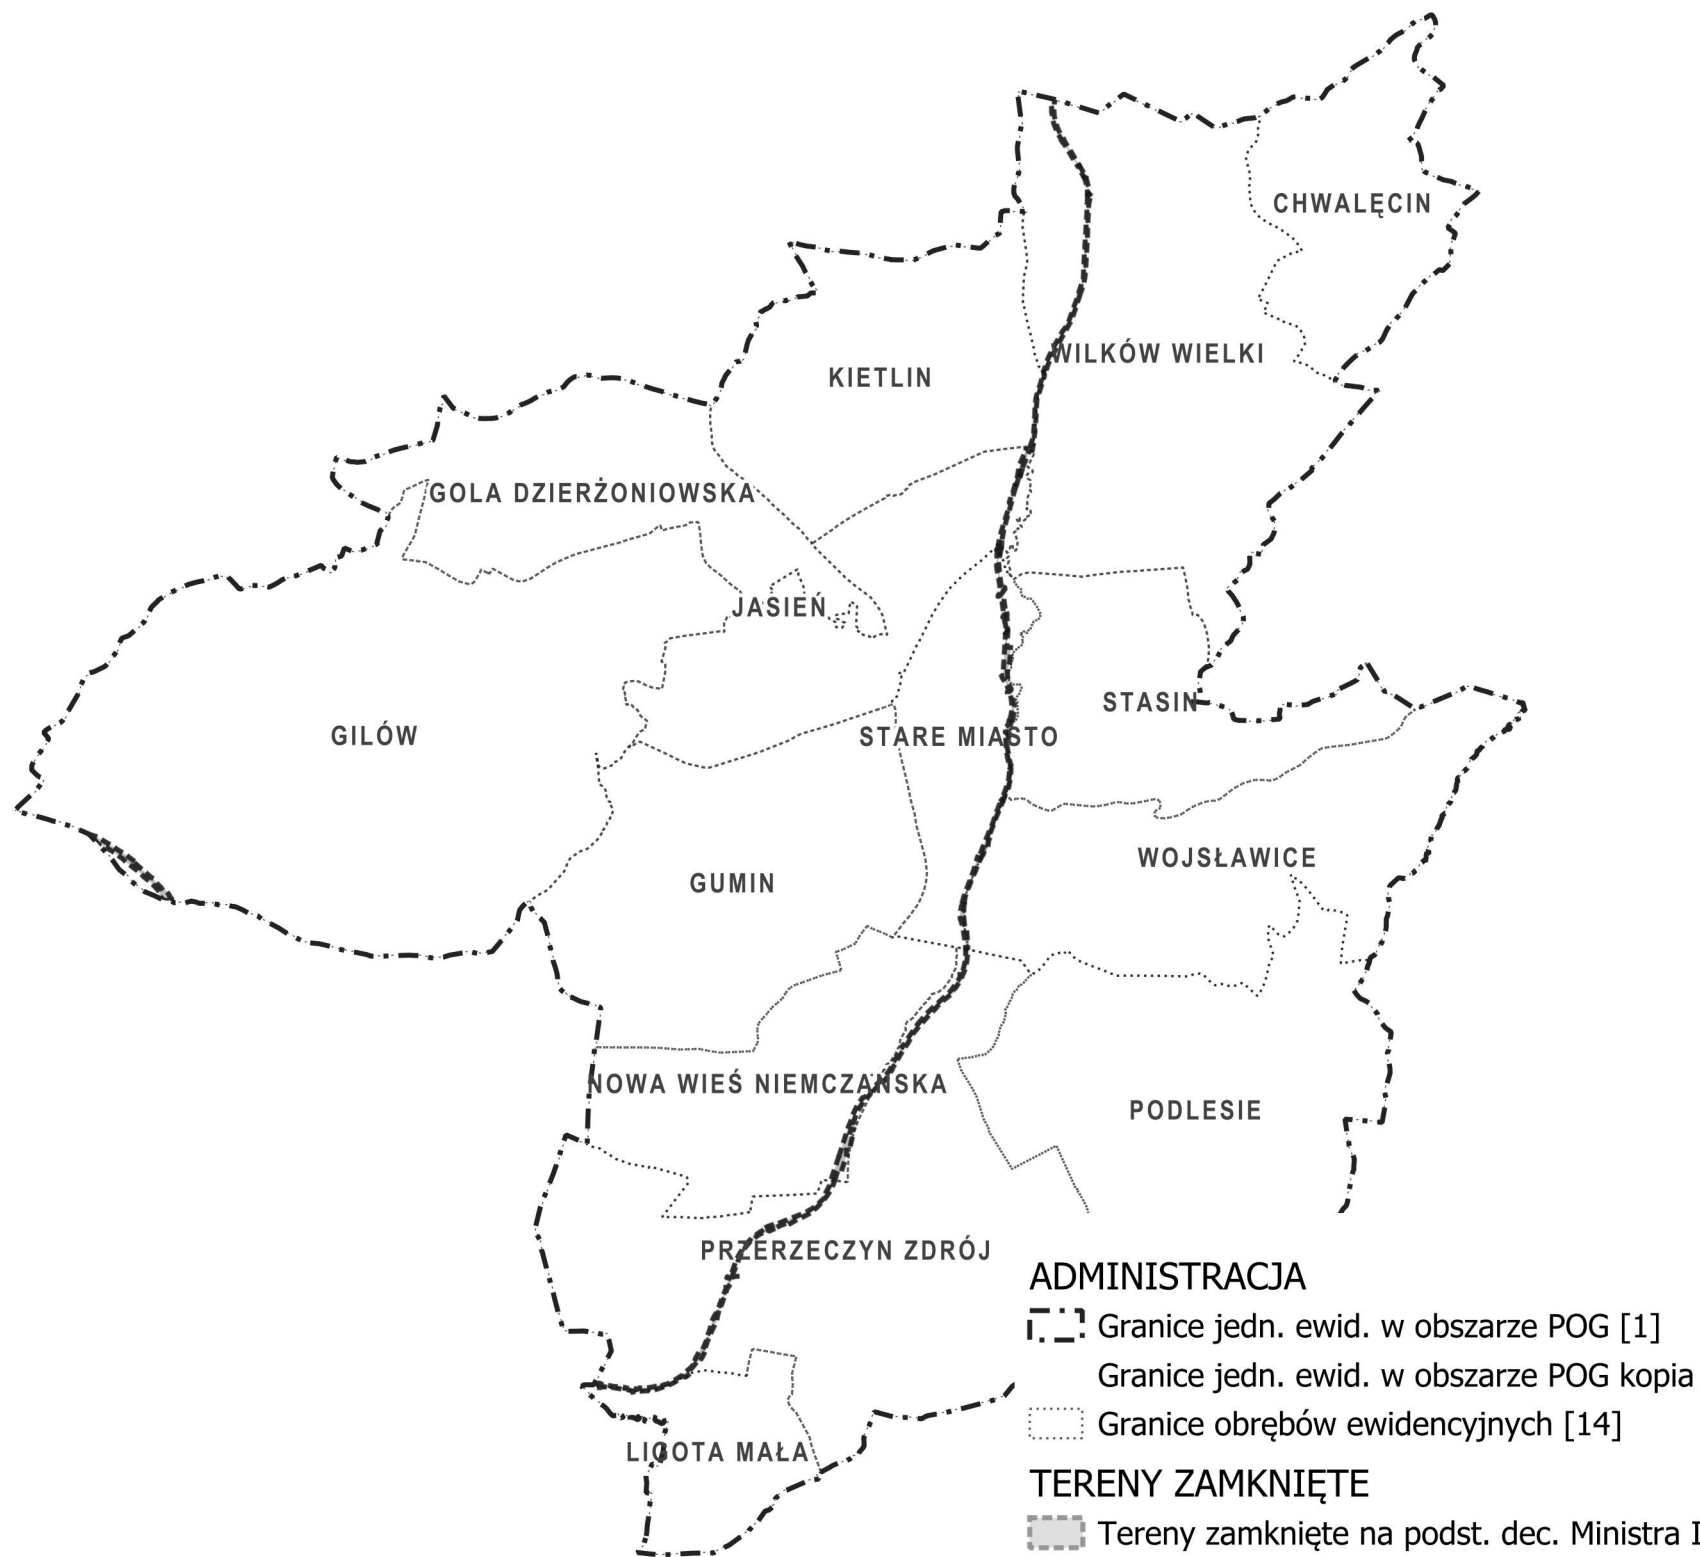 CHWALĘCIN
WILKÓW WIELKI
KIETLIN
GOLA DZIERŻONIOWSKA
JASIEŃ
STASIN
GILÓW
STARE MIASTO
WOJSŁAWICE
GUMIN
NOWA WIEŚ NIEMCZAŃSKA
PODLESIE
PRZERZECZYN ZDRÓJ
LIGOTA MAŁA
ADMINISTRACJA
Granice jedn. ewid. w obszarze POG [1]
Granice jedn. ewid. w obszarze POG kopia
Granice obrębów ewidencyjnych [14]
TERENY ZAMKNIĘTE
Tereny zamknięte na podst. dec. Ministra I